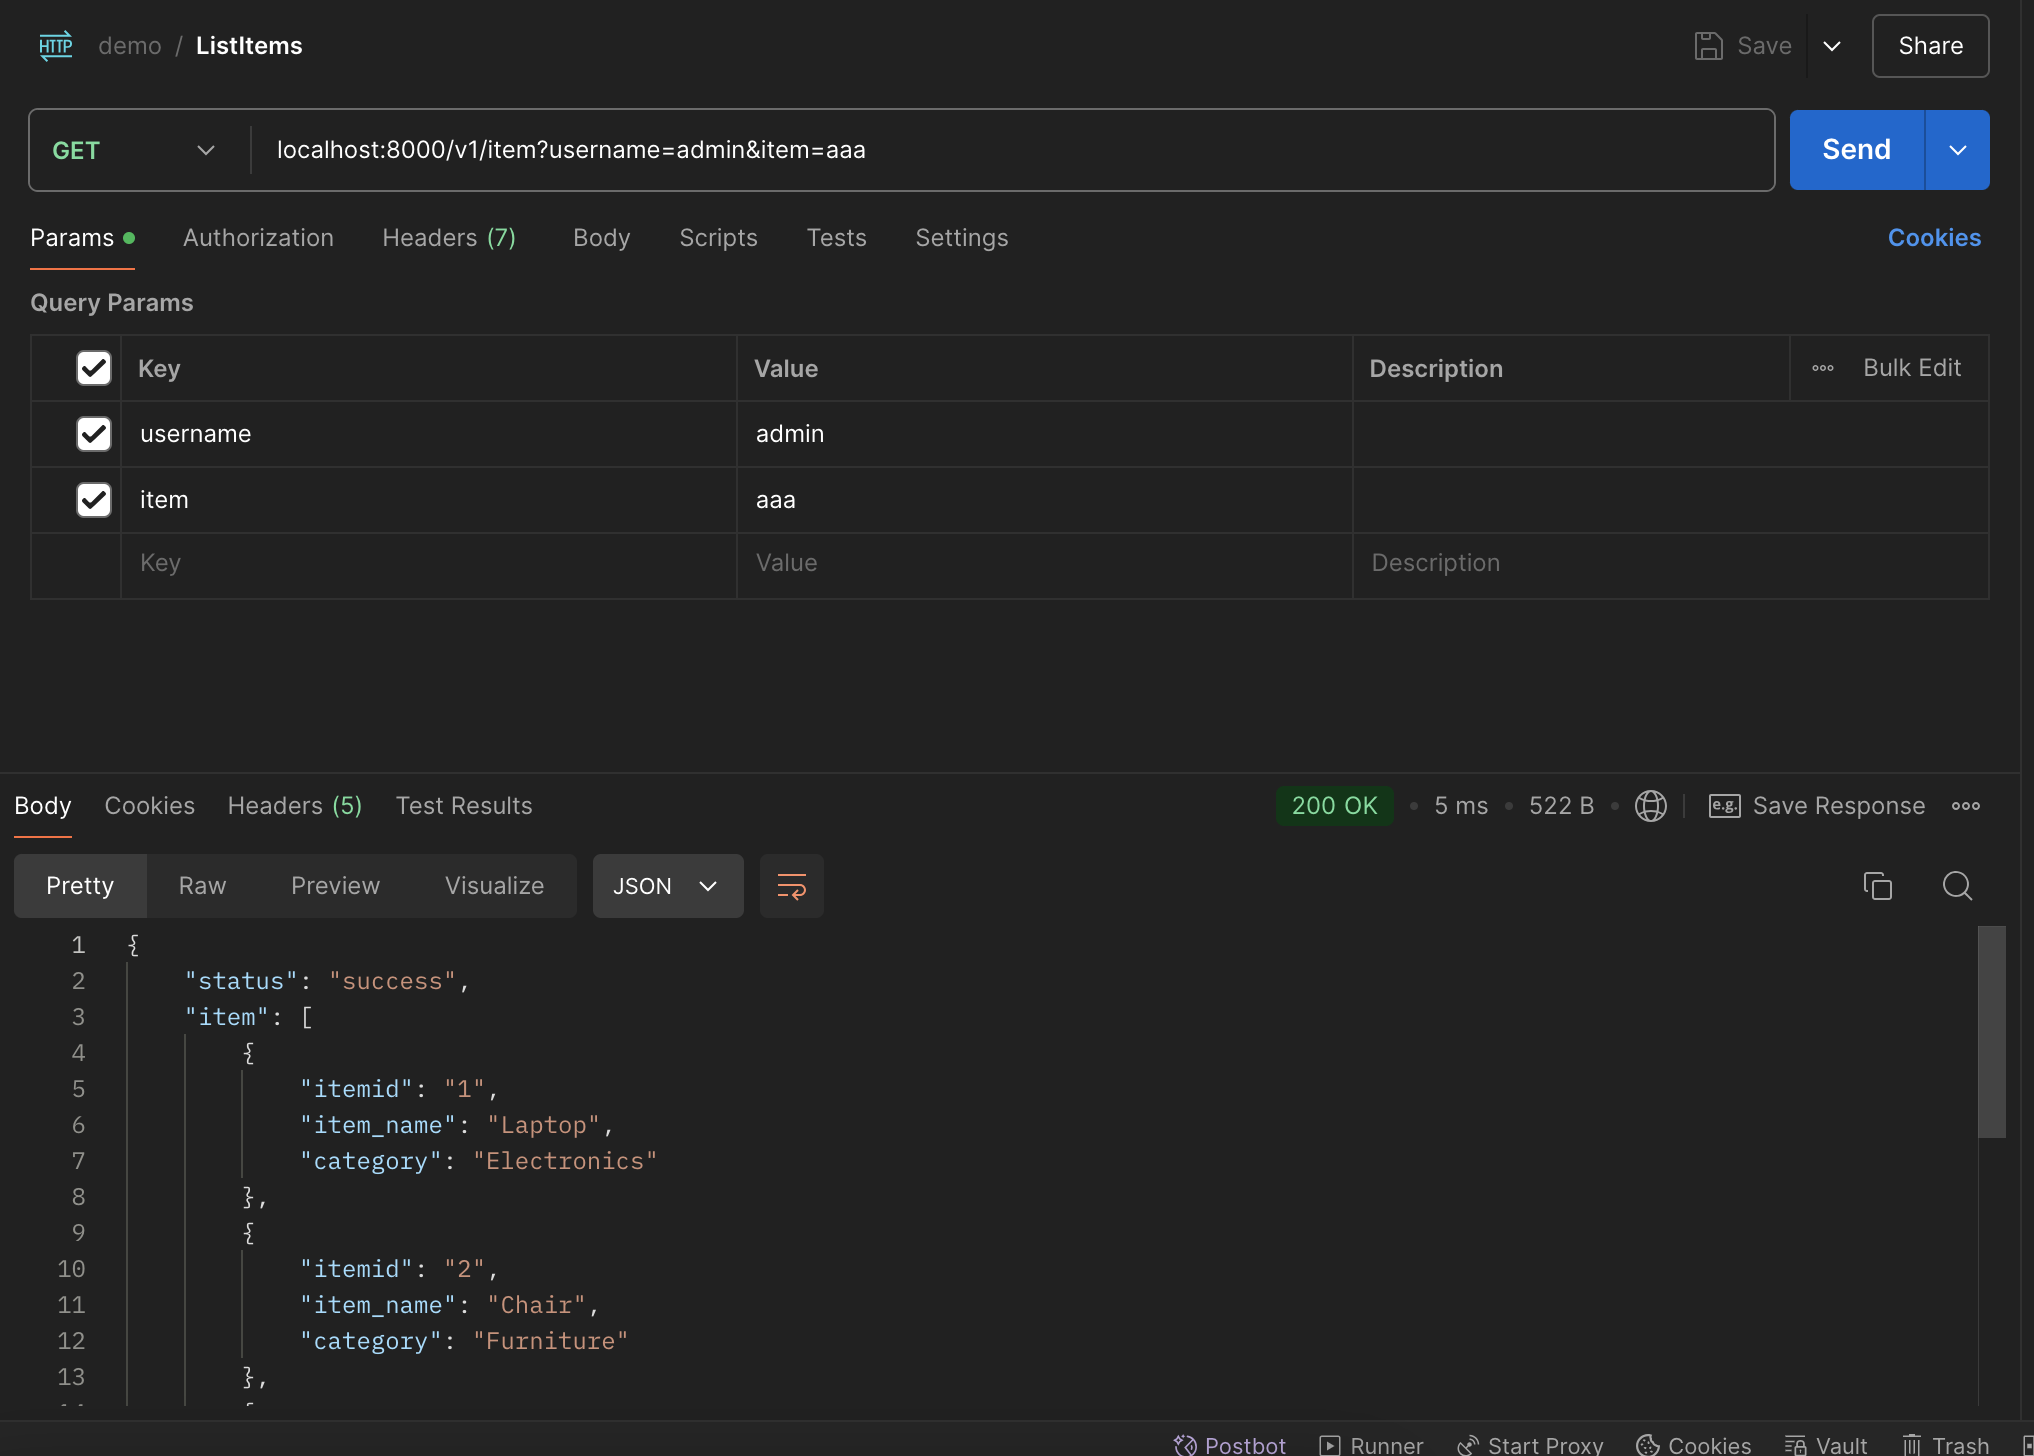 HTTP demo / ListItems Save Share
GET localhost:8000/v1/item?username=admin&item=aaa Send
Params Authorization Headers (7) Body Scripts Tests Settings Cookies
Query Params
Key Value Description Bulk Edit
username admin
item aaa
Key Value Description
Body Cookies Headers (5) Test Results 200 OK • 5 ms • 522 B • e.g. Save Response
Pretty Raw Preview Visualize JSON
1 {
2 "status": "success",
3 "item": [
4 {
5 "itemid": "1",
6 "item_name": "Laptop",
7 "category": "Electronics"
8 },
9 {
10 "itemid": "2",
11 "item_name": "Chair",
12 "category": "Furniture"
13 },
Postbot Runner Start Proxy Cookies Vault Trash